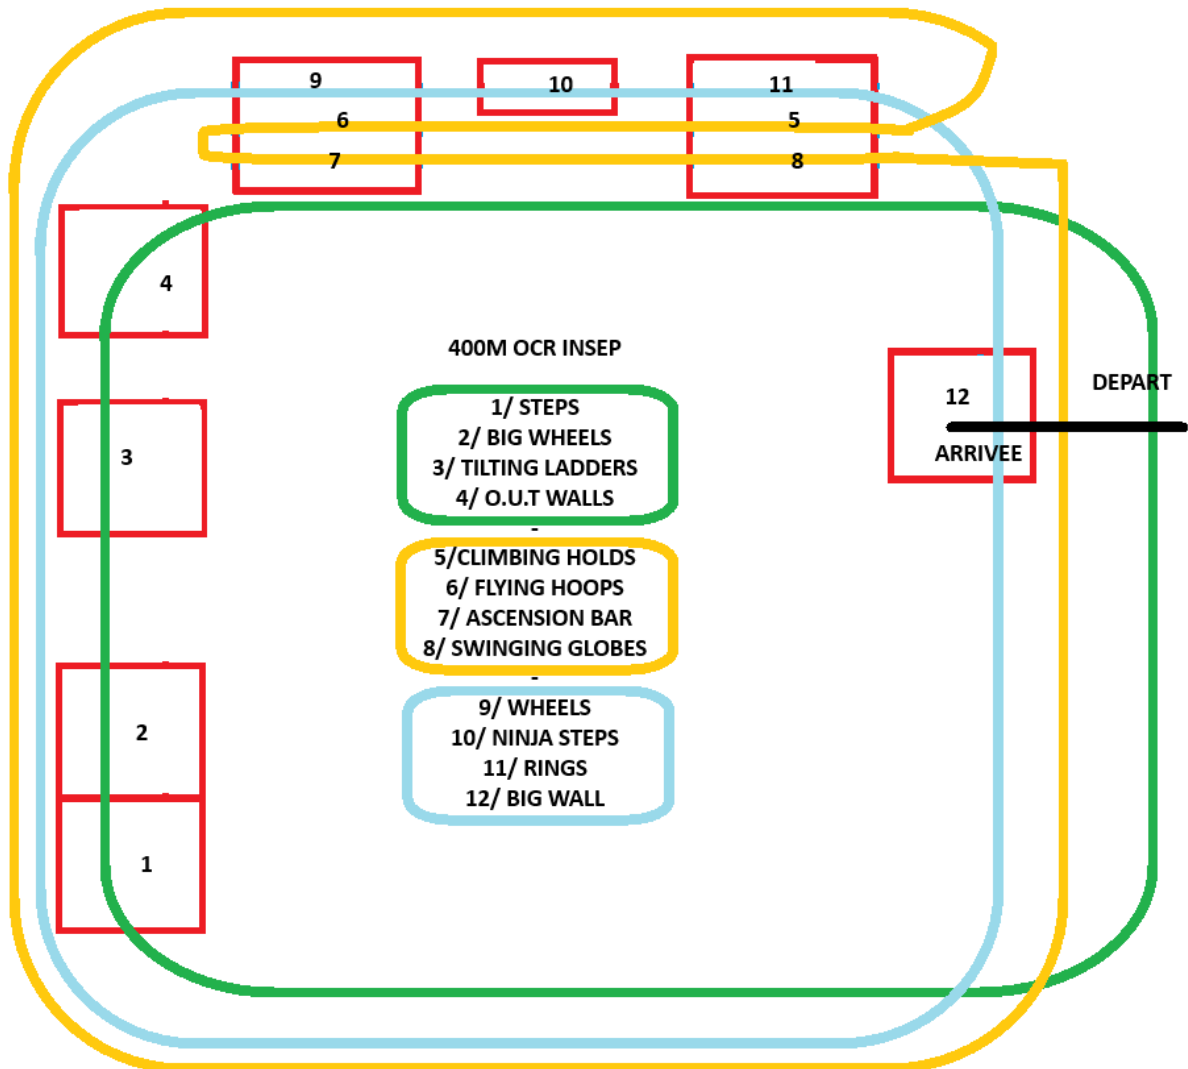 9
10
11
6
5
7
8
4
400M OCR INSEP
DEPART
1/ STEPS
12
2/ BIG WHEELS
3
3/ TILTING LADDERS
ARRIVEE
4/ O.U.T WALLS
-
5/CLIMBING HOLDS
6/ FLYING HOOPS
7/ ASCENSION BAR
8/ SWINGING GLOBES
-
9/ WHEELS
2
10/ NINJA STEPS
11/ RINGS
12/ BIG WALL
1